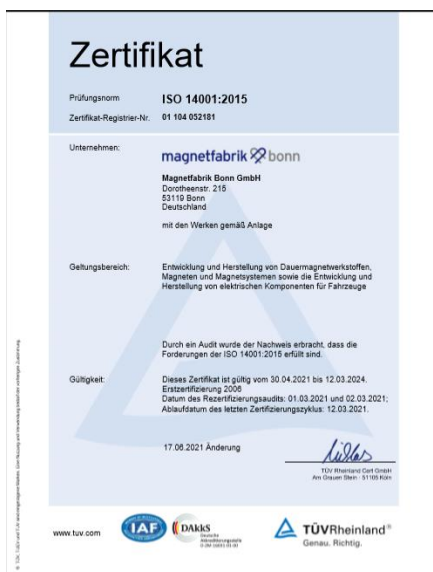 Zertifikat
Prüfungsnorm ISO 14001:2015
Zertifikat-Registrier-Nr. 01 104 052181
Unternehmen:
magnetfabrik bonn
Magnetfabrik Bonn GmbH
Dorotheenstr. 215
53119 Bonn
Deutschland
mit den Werken gemäß Anlage
Geltungsbereich: Entwicklung und Herstellung von Dauermagnetwerkstoffen,
Magneten und Magnetsystemen sowie die Entwicklung und
Herstellung von elektrischen Komponenten für Fahrzeuge
Durch ein Audit wurde der Nachweis erbracht, dass die
Forderungen der ISO 14001:2015 erfüllt sind.
Gültigkeit: Dieses Zertifikat ist gültig vom 30.04.2021 bis 12.03.2024.
Erstzertifizierung 2006
Datum des Rezertifizierungsaudits: 01.03.2021 und 02.03.2021;
Ablaufdatum des letzten Zertifizierungszyklus: 12.03.2021.
17.06.2021 Änderung
TÜV Rheinland Cert GmbH
Am Grauen Stein · 51105 Köln
www.tuv.com
IAF
DAkkS
Deutsche
Akkreditierungsstelle
TÜVRheinland®
Genau. Richtig.